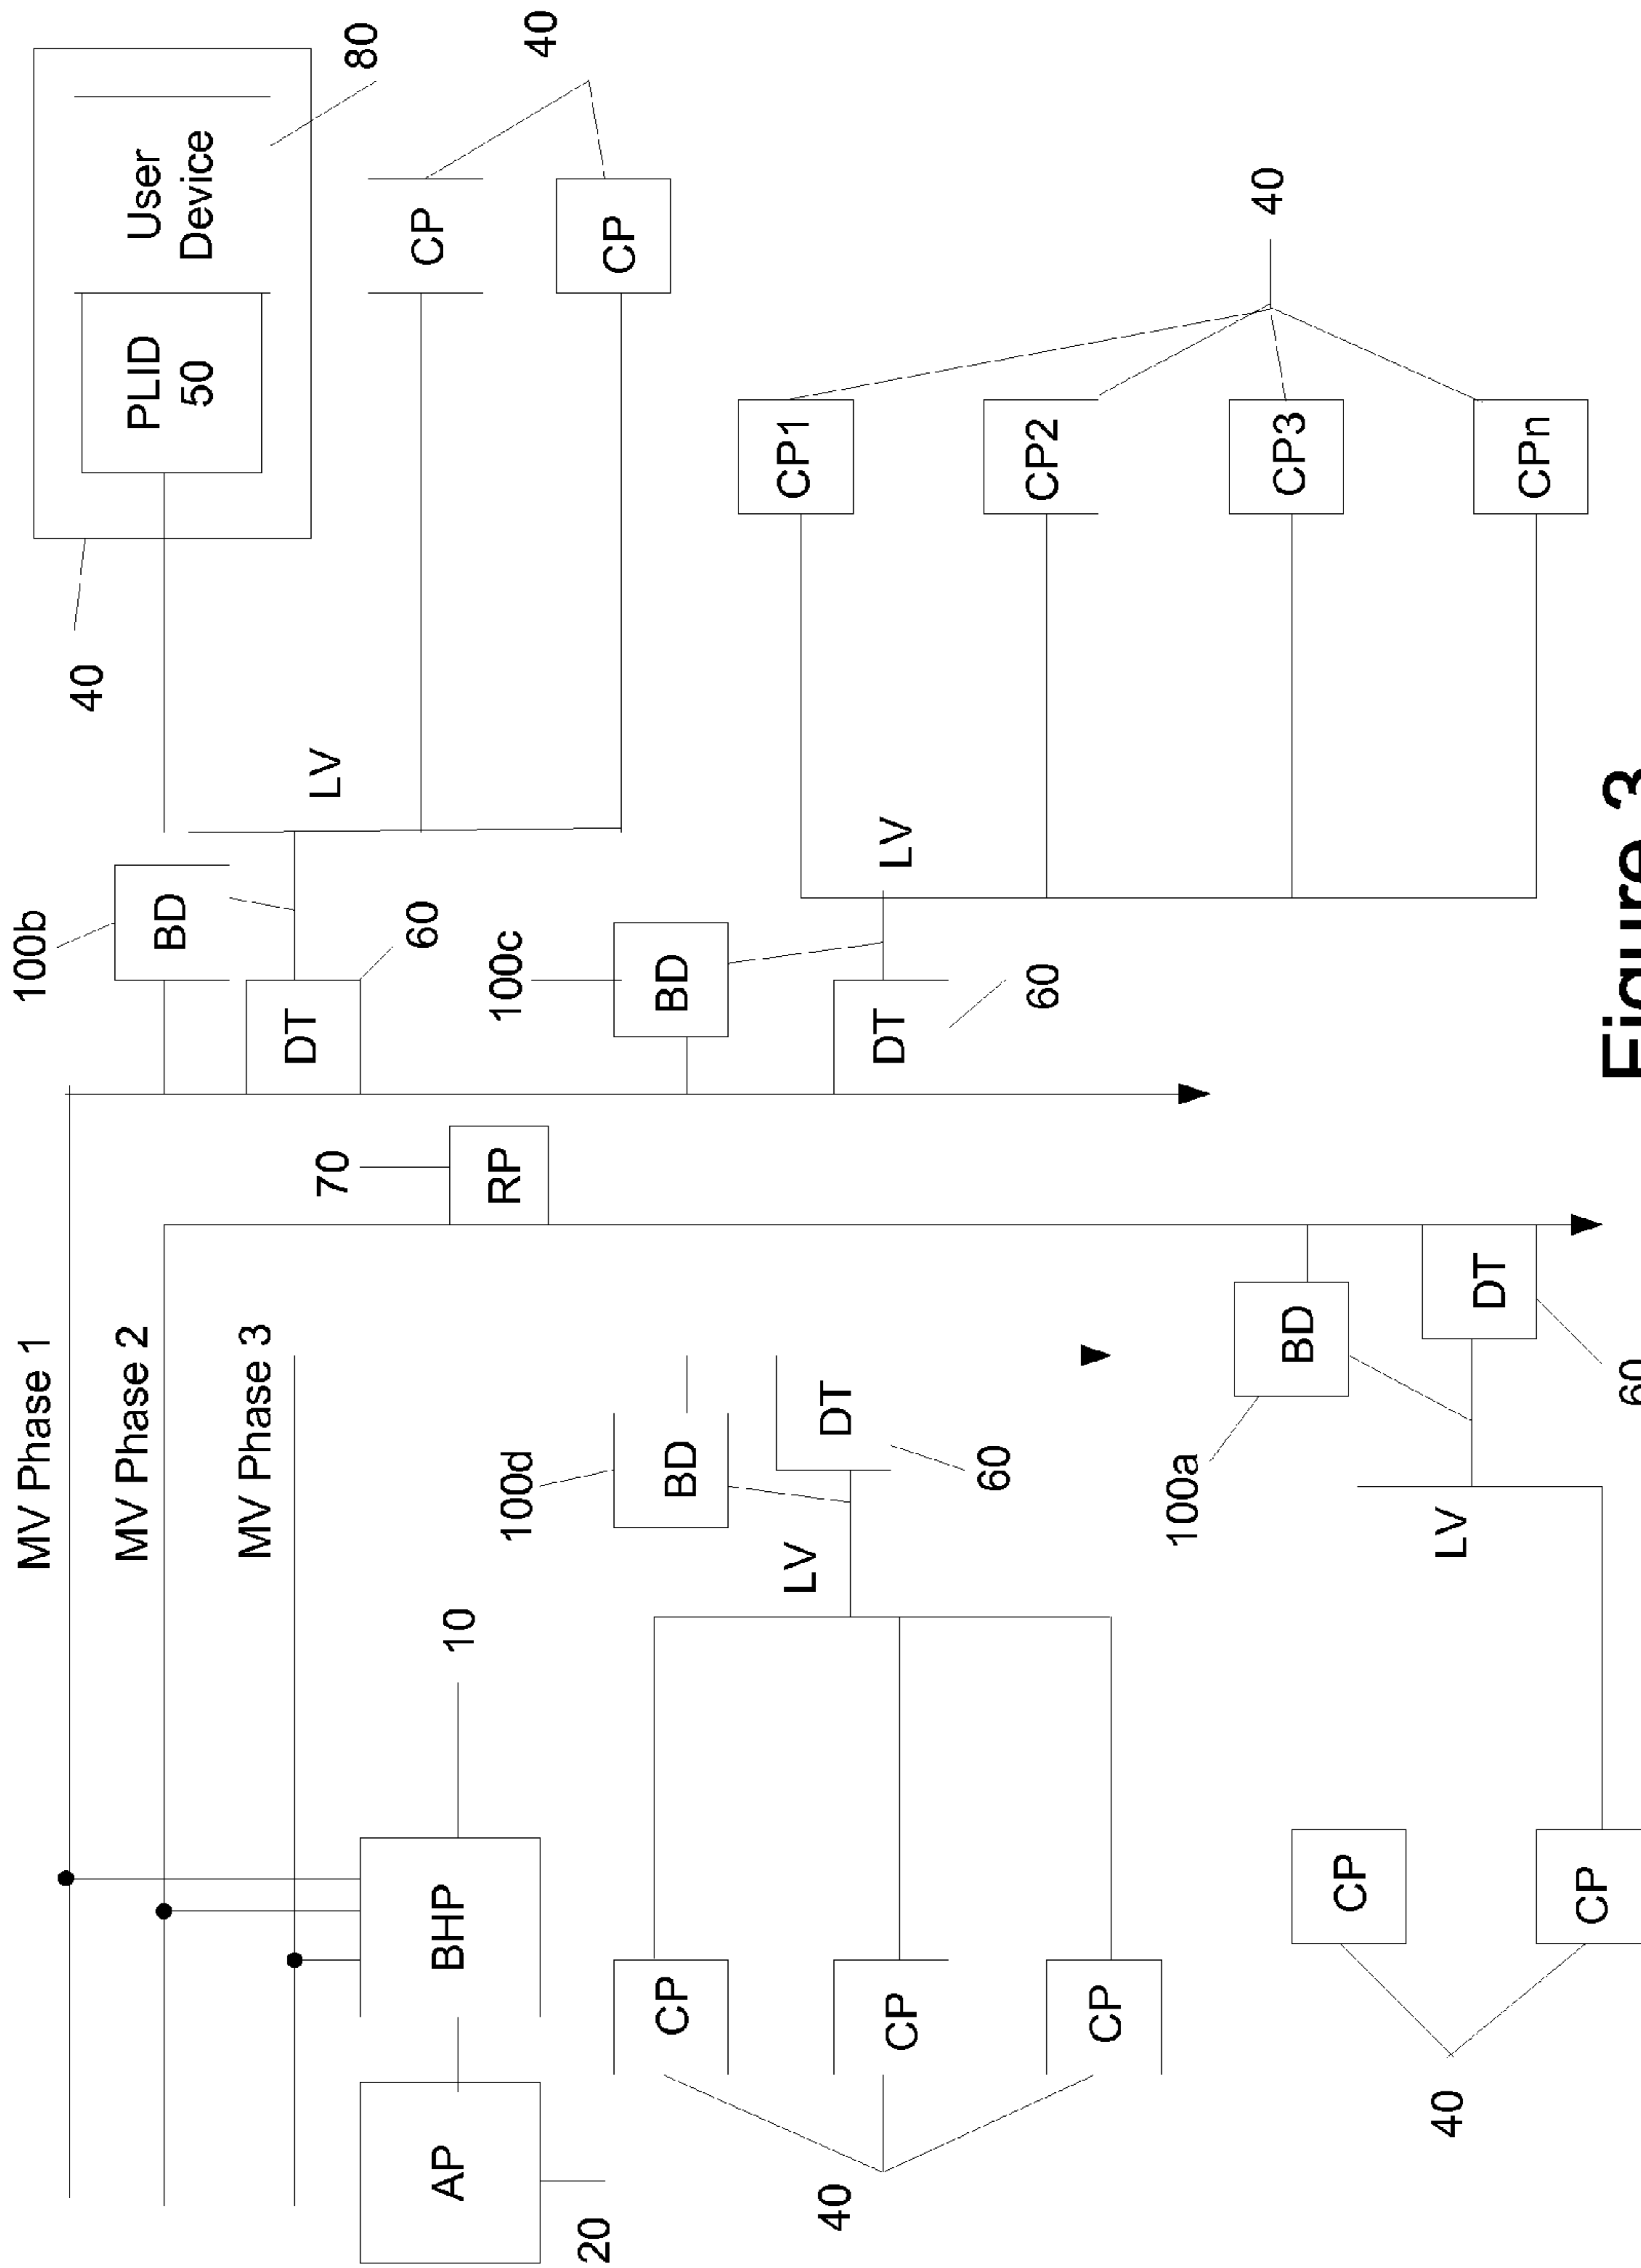 MV Phase 1
100b
40
MV Phase 2
PLID
50
User
Device
BD
MV Phase 3
DT
LV
70
80
60
CP
AP
BHP
10
RP
100c
100d
40
20
CP
CP
BD
BD
CP1
LV
40
DT
CP
DT
LV
60
60
CP2
CP
100a
40
BD
CP3
CP
40
LV
DT
CPn
CP
60
Figure 3